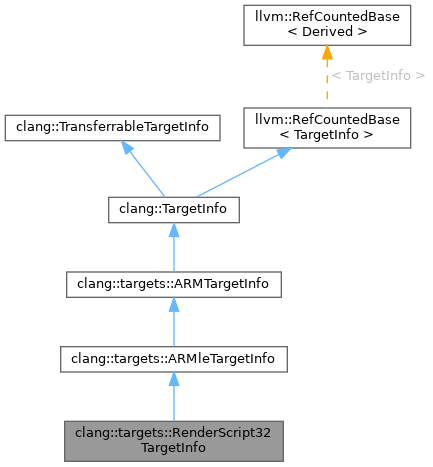 llvm::RefCountedBase
< Derived >
< TargetInfo >
clang::TransferrableTargetInfo
llvm::RefCountedBase
< TargetInfo >
clang::TargetInfo
clang::targets::ARMTargetInfo
clang::targets::ARMleTargetInfo
clang::targets::RenderScript32
TargetInfo